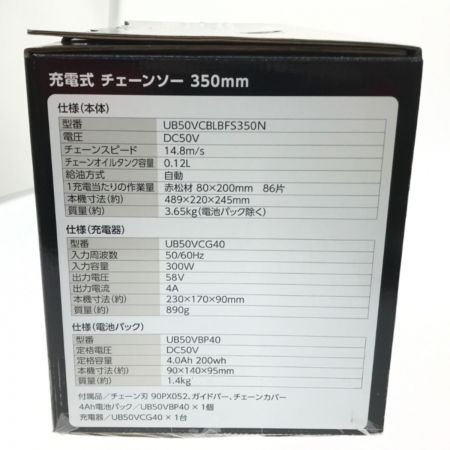 充電式 チェーンソー 350mm
仕様(本体)
型番 UB50VCBLBFS350N
電圧 DC50V
チェーンスピード 14.8m/s
チェーンオイルタンク容量 0.12L
給油方式 自動
1充電当たりの作業量 赤松材 80×200mm 86片
本機寸法(約) 489×220×245mm
質量(約) 3.65kg(電池パック除く)
仕様(充電器)
型番 UB50VCG40
入力周波数 50/60Hz
入力容量 300W
出力電圧 58V
出力電流 4A
本機寸法(約) 230×170×90mm
質量(約) 890g
仕様(電池パック)
型番 UB50VBP40
定格電圧 DC50V
定格容量 4.0Ah 200wh
本機寸法(約) 90×140×95mm
質量(約) 1.4kg
付属品/チェーン刃 90PX052、ガイドバー、チェーンカバー
4Ah電池パック/UB50VBP40 × 1個
充電器/UB50VCG40 × 1台